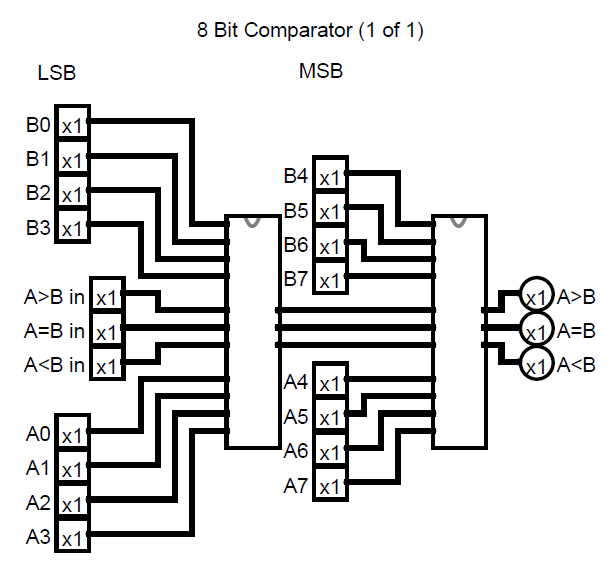 8 Bit Comparator (1 of 1)
LSB
MSB
B0 x1
B1 x1
B2 x1
B3 x1
A>B in x1
A=B in x1
A<B in x1
A0 x1
A1 x1
A2 x1
A3 x1
B4 x1
B5 x1
B6 x1
B7 x1
A4 x1
A5 x1
A6 x1
A7 x1
x1 A>B
x1 A=B
x1 A<B